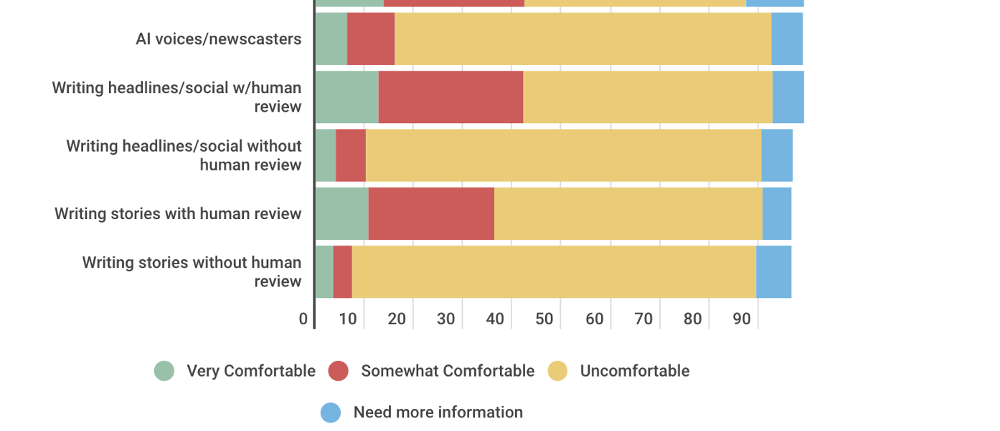 AI voices/newscasters
Writing headlines/social w/human
review
Writing headlines/social without
human review
Writing stories with human review
Writing stories without human
review
0 10 20 30 40 50 60 70 80 90
Very Comfortable Somewhat Comfortable Uncomfortable
Need more information